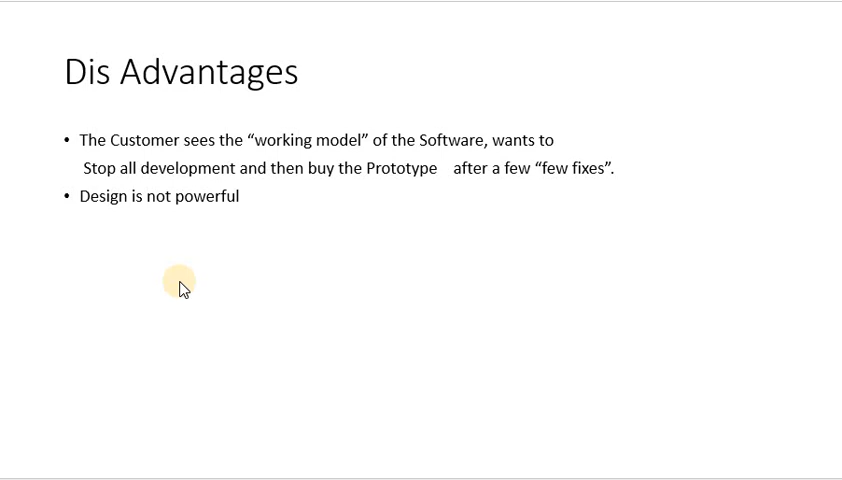 Dis Advantages
• The Customer sees the “working model” of the Software, wants to
Stop all development and then buy the Prototype after a few “few fixes”.
• Design is not powerful